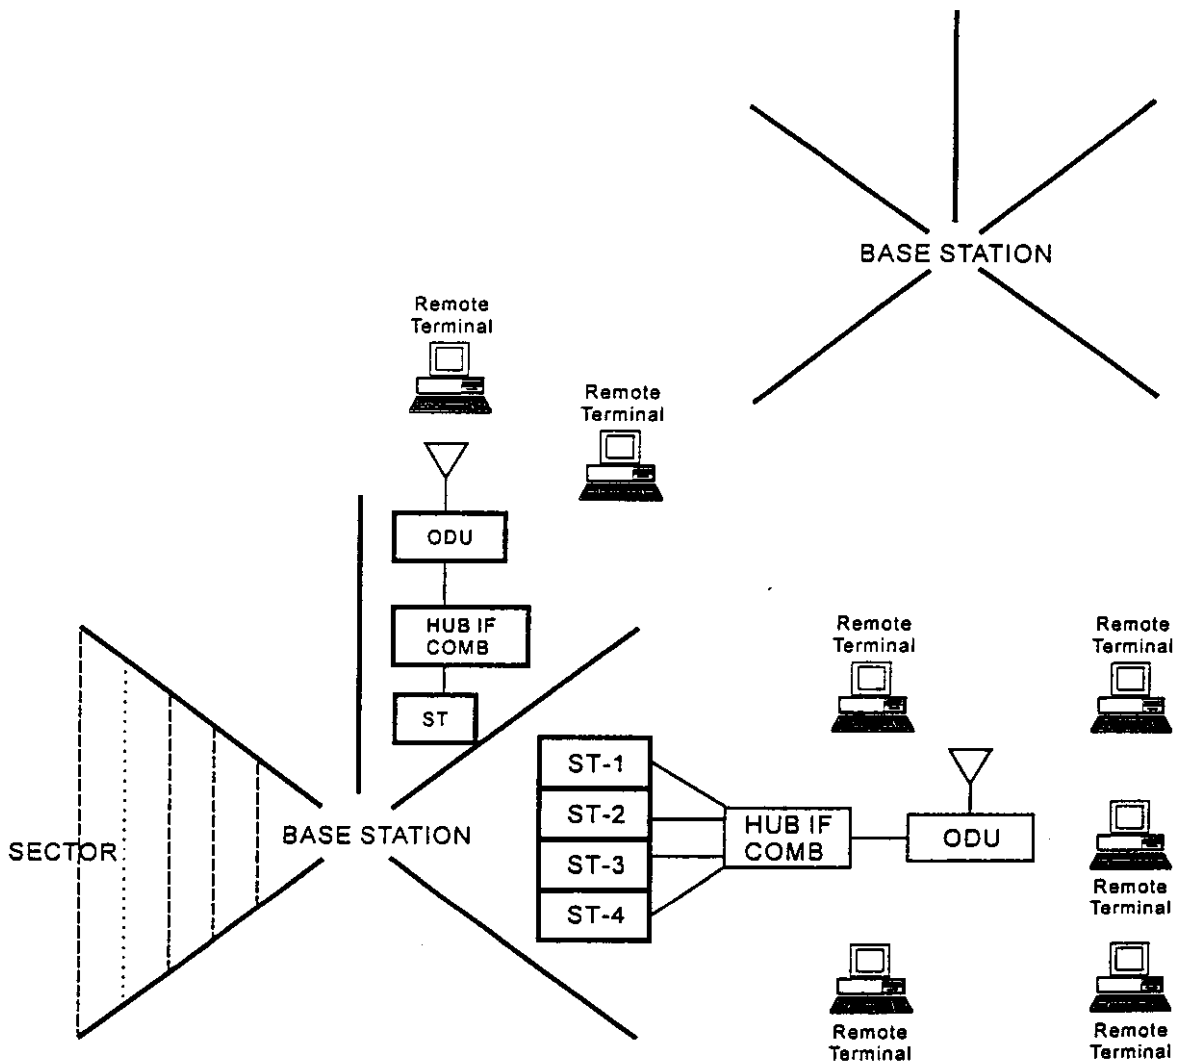 BASE STATION
Remote
Terminal
Remote
Terminal
ODU
HUB IF
COMB
ST
Remote
Terminal
Remote
Terminal
ST-1
ST-2
ST-3
ST-4
HUB IF
COMB
ODU
BASE STATION
SECTOR
Remote
Terminal
Remote
Terminal
Remote
Terminal